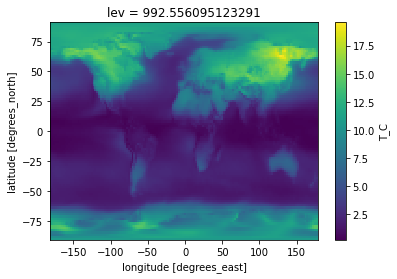 lev = 992.556095123291
75
50
25
0
−25
−50
−75
latitude [degrees_north]
−150 −100 −50 0 50 100 150
longitude [degrees_east]
17.5
15.0
12.5
10.0
7.5
5.0
2.5
T_C